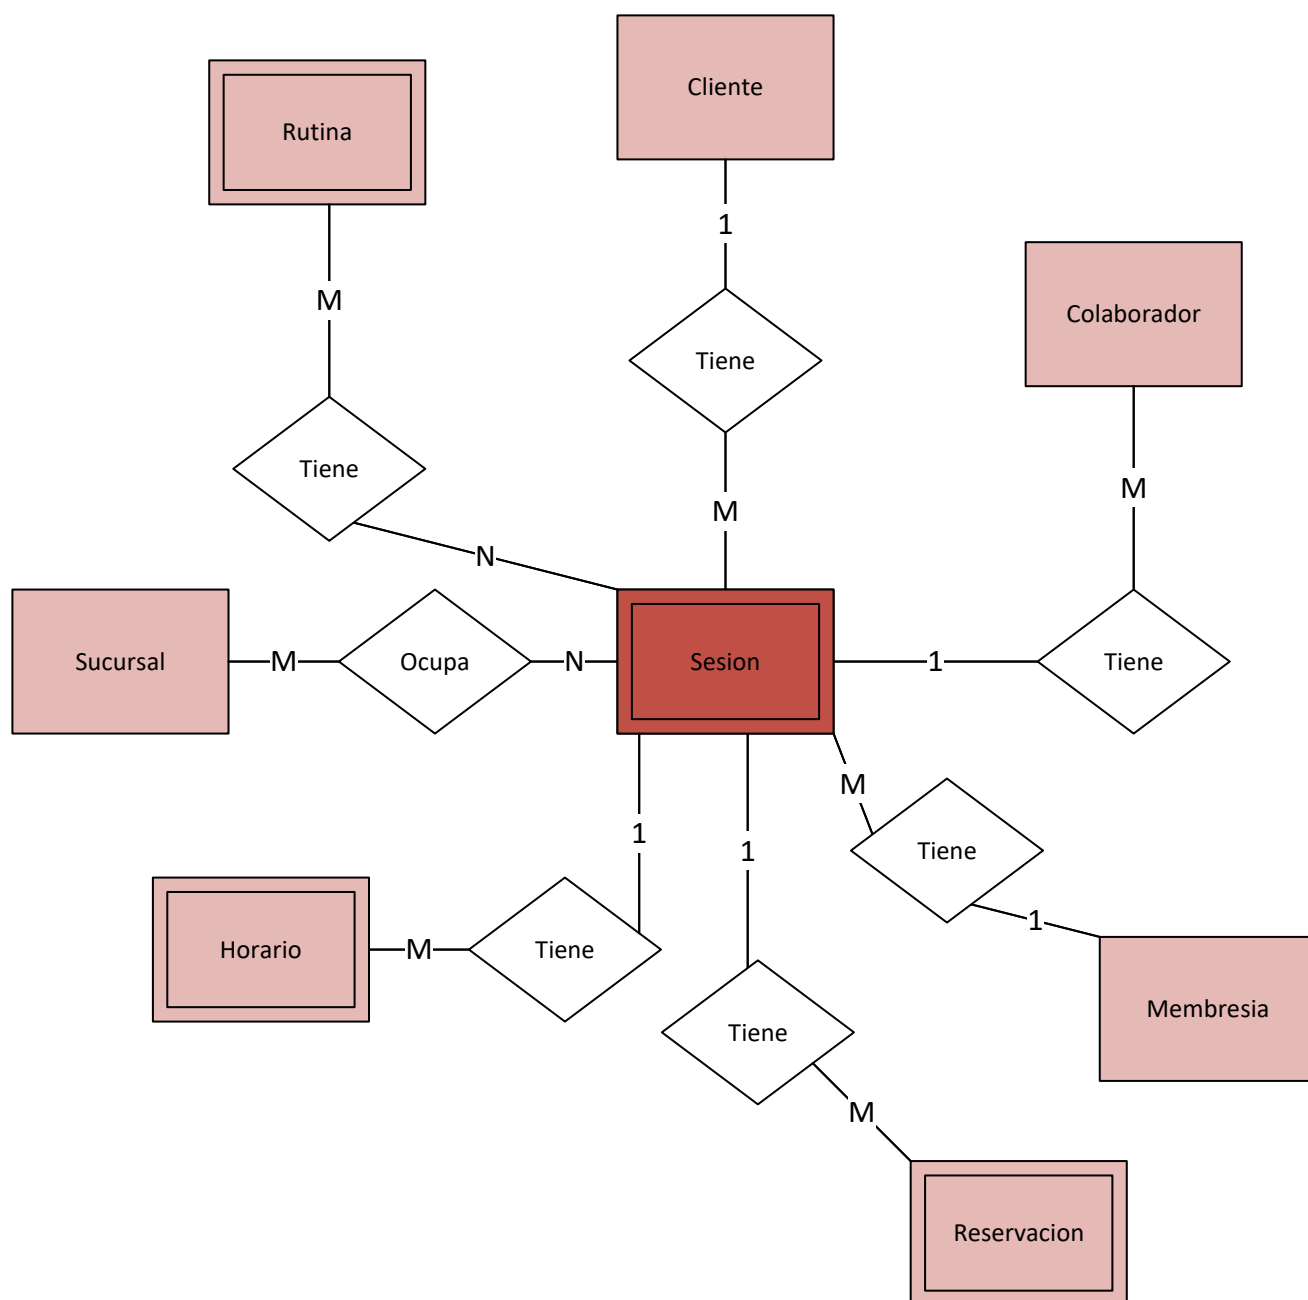 Cliente
Rutina
1
Colaborador
M
Tiene
Tiene
M
M
N
Sucursal
M
Ocupa
N
Sesion
1
Tiene
M
1
1
Tiene
Horario
M
Tiene
1
Membresia
Tiene
M
Reservacion